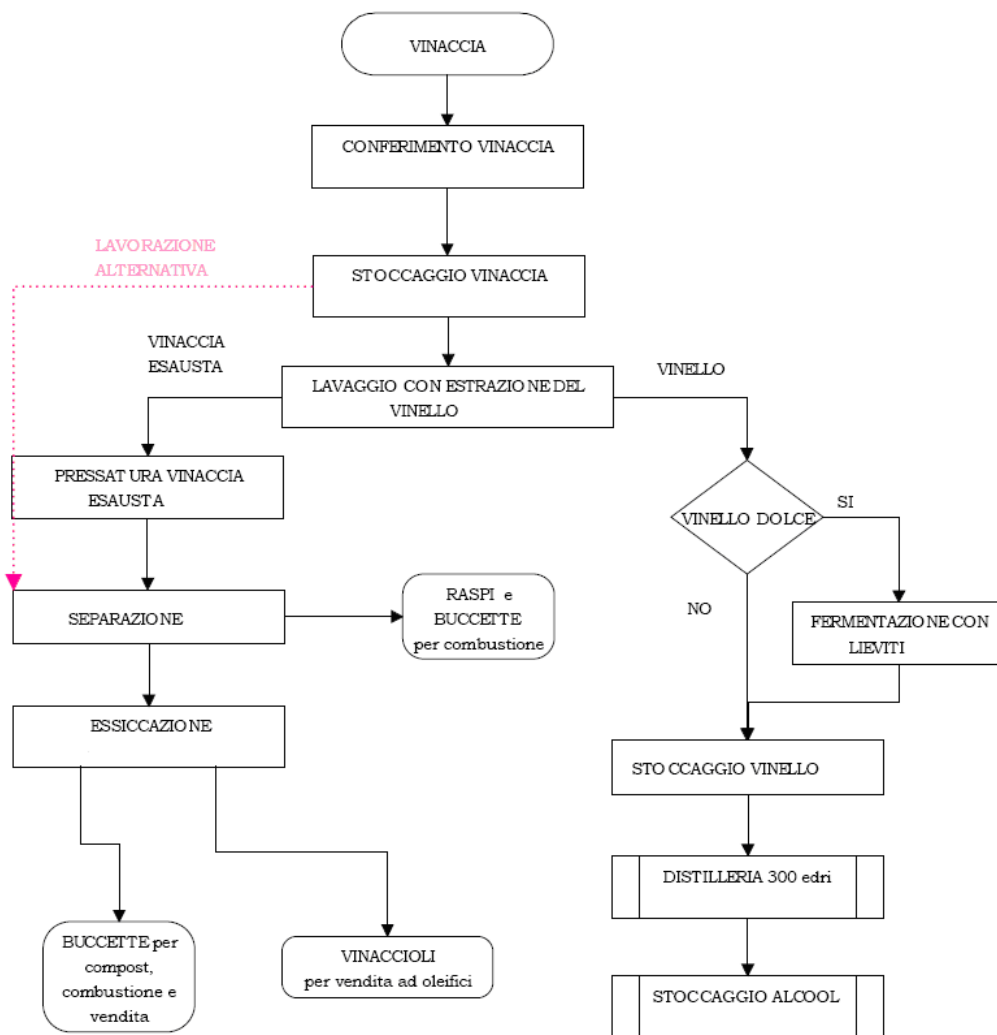 VINACCIA
CONFERIMENTO VINACCIA
LAVORAZIONE
ALTERNATIVA
STOCCAGGIO VINACCIA
VINACCIA
ESAUSTA
LAVAGGIO CON ESTRAZIONE DEL
VINELLO
VINELLO
PRESSATURA VINACCIA
ESAUSTA
VINELLO DOLCE
SI
NO
SEPARAZIONE
RASPI e
BUCCETTE
per combustione
FERMENTAZIONE CON
LIEVITI
ESSICCAZIONE
STOCCAGGIO VINELLO
DISTILLERIA 300 edri
BUCCETTE per
compost,
combustione e
vendita
VINACCIOLI
per vendita ad oleifici
STOCCAGGIO ALCOOL